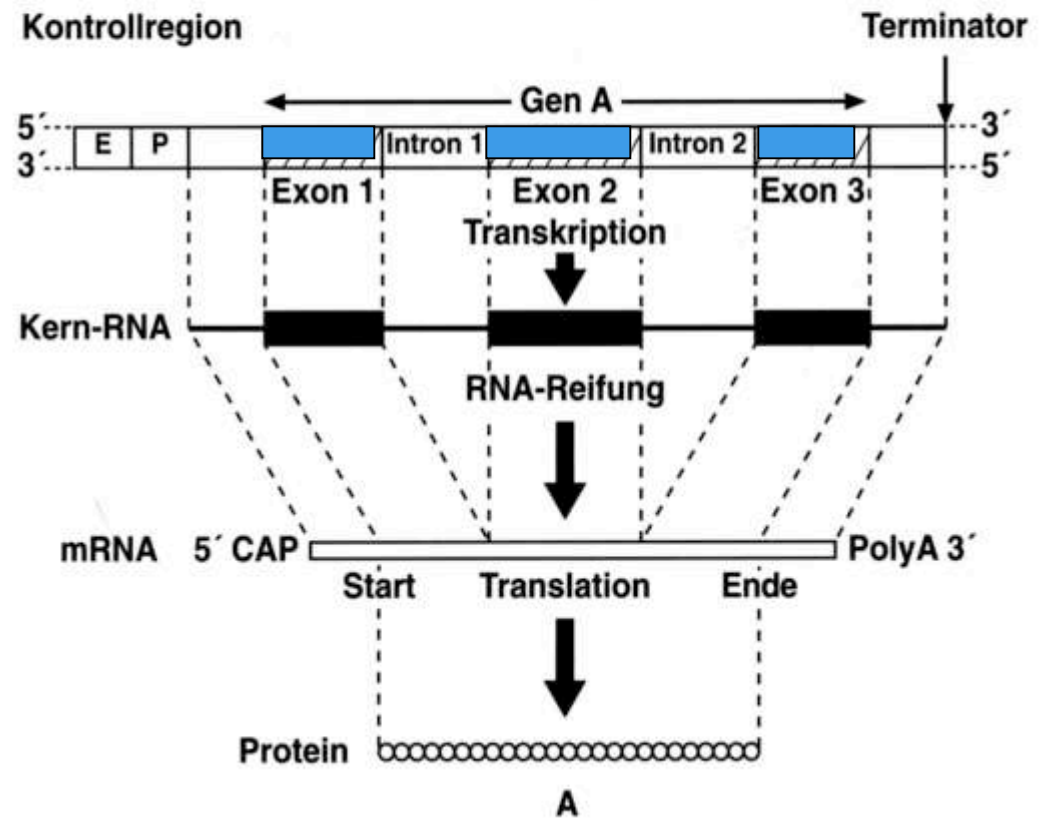 Kontrollregion Terminator
Gen A
5´ 3´
E P Intron 1 Intron 2
3´ 5´
Exon 1 Exon 2 Exon 3
Transkription
Kern-RNA
RNA-Reifung
mRNA 5´ CAP PolyA 3´
Start Translation Ende
Protein
A